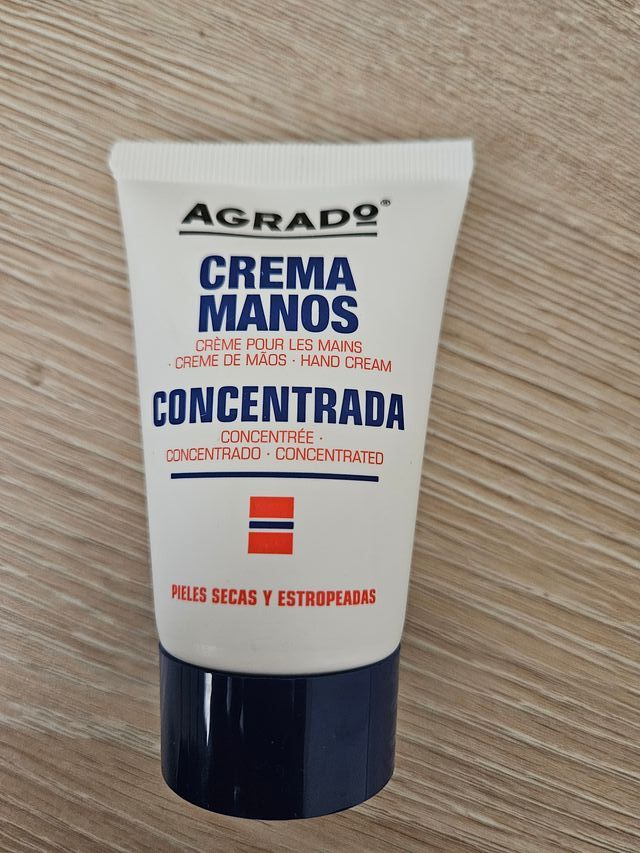 AGRADO®
CREMA
MANOS
CRÈME POUR LES MAINS
· CREME DE MÃOS · HAND CREAM
CONCENTRADA
CONCENTRÉE ·
CONCENTRADO · CONCENTRATED
PIELES SECAS Y ESTROPEADAS